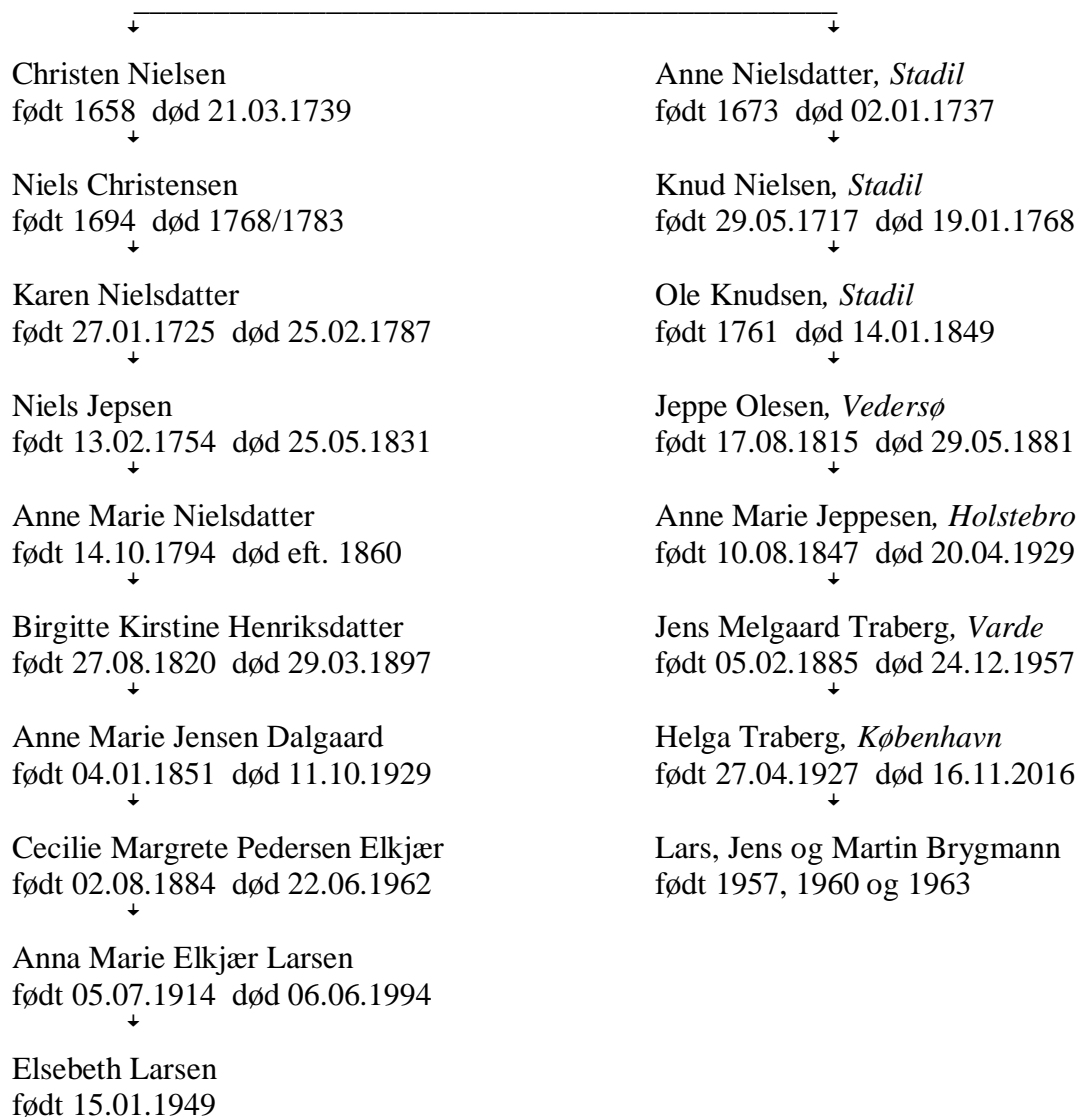 Christen Nielsen
født 1658 død 21.03.1739
Niels Christensen
født 1694 død 1768/1783
Karen Nielsdatter
født 27.01.1725 død 25.02.1787
Niels Jepsen
født 13.02.1754 død 25.05.1831
Anne Marie Nielsdatter
født 14.10.1794 død eft. 1860
Birgitte Kirstine Henriksdatter
født 27.08.1820 død 29.03.1897
Anne Marie Jensen Dalgaard
født 04.01.1851 død 11.10.1929
Cecilie Margrete Pedersen Elkjær
født 02.08.1884 død 22.06.1962
Anna Marie Elkjær Larsen
født 05.07.1914 død 06.06.1994
Elsebeth Larsen
født 15.01.1949
Anne Nielsdatter, Stadil
født 1673 død 02.01.1737
Knud Nielsen, Stadil
født 29.05.1717 død 19.01.1768
Ole Knudsen, Stadil
født 1761 død 14.01.1849
Jeppe Olesen, Vedersø
født 17.08.1815 død 29.05.1881
Anne Marie Jeppesen, Holstebro
født 10.08.1847 død 20.04.1929
Jens Melgaard Traberg, Varde
født 05.02.1885 død 24.12.1957
Helga Traberg, København
født 27.04.1927 død 16.11.2016
Lars, Jens og Martin Brygmann
født 1957, 1960 og 1963